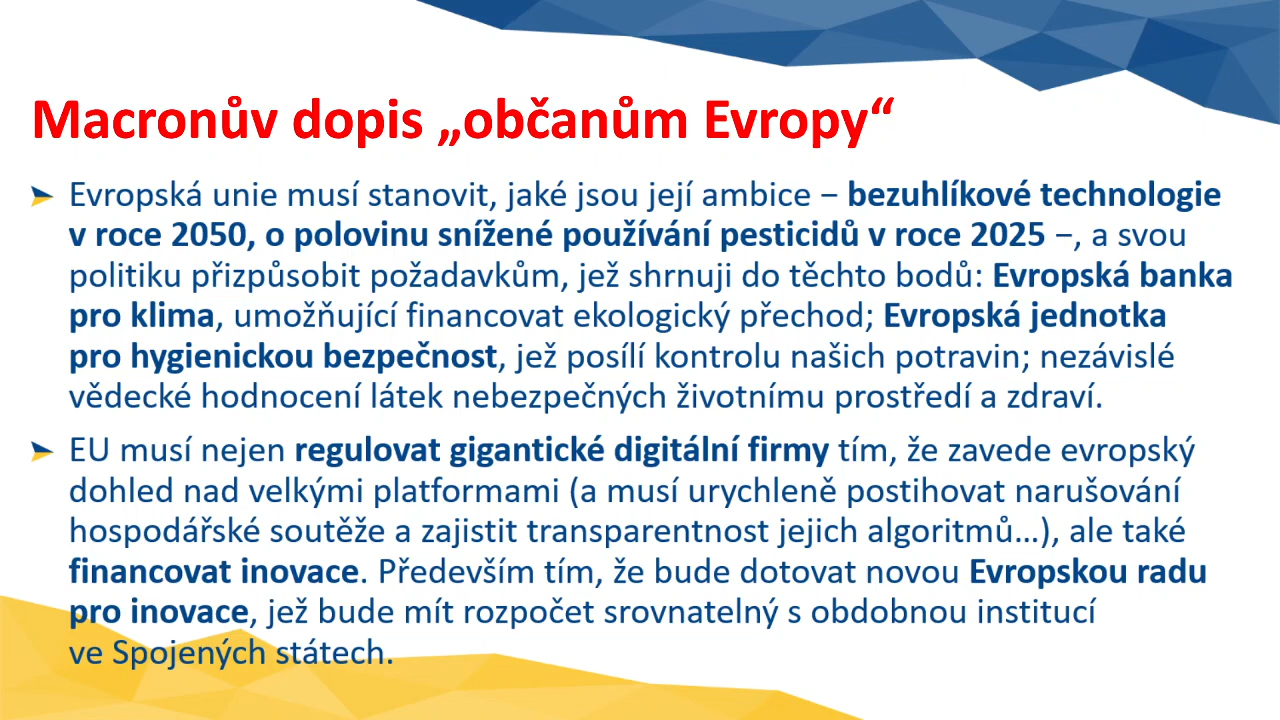 Macronův dopis „občanům Evropy“
Evropská unie musí stanovit, jaké jsou její ambice – bezuhlíkové technologie
v roce 2050, o polovinu snížené používání pesticidů v roce 2025 –, a svou
politiku přizpůsobit požadavkům, jež shrnuji do těchto bodů: Evropská banka
pro klima, umožňující financovat ekologický přechod; Evropská jednotka
pro hygienickou bezpečnost, jež posílí kontrolu našich potravin; nezávislé
vědecké hodnocení látek nebezpečných životnímu prostředí a zdraví.
EU musí nejen regulovat gigantické digitální firmy tím, že zavede evropský
dohled nad velkými platformami (a musí urychleně postihovat narušování
hospodářské soutěže a zajistit transparentnost jejich algoritmů…), ale také
financovat inovace. Především tím, že bude dotovat novou Evropskou radu
pro inovace, jež bude mít rozpočet srovnatelný s obdobnou institucí
ve Spojených státech.